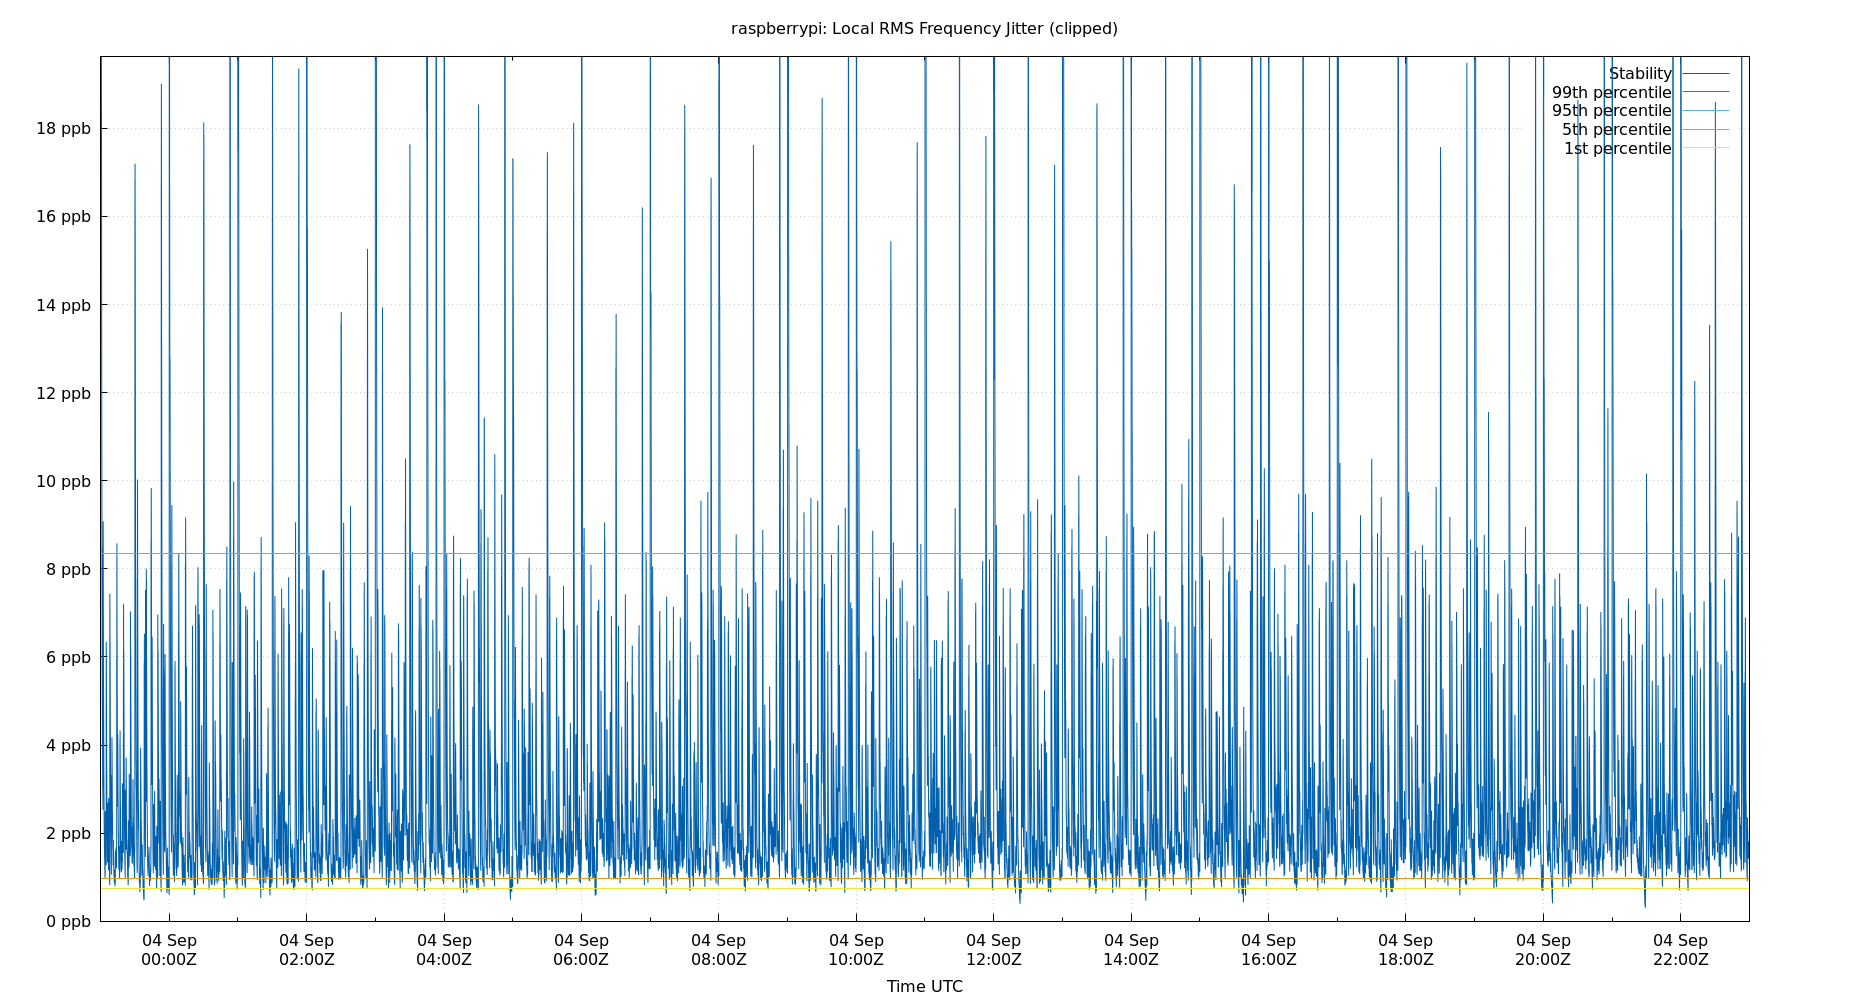 raspberrypi: Local RMS Frequency Jitter (clipped)
Stability
99th percentile
95th percentile
5th percentile
1st percentile
18 ppb
16 ppb
14 ppb
12 ppb
10 ppb
8 ppb
6 ppb
4 ppb
2 ppb
0 ppb
04 Sep 04 Sep 04 Sep 04 Sep 04 Sep 04 Sep 04 Sep 04 Sep 04 Sep 04 Sep 04 Sep 04 Sep
00:00Z 02:00Z 04:00Z 06:00Z 08:00Z 10:00Z 12:00Z 14:00Z 16:00Z 18:00Z 20:00Z 22:00Z
Time UTC